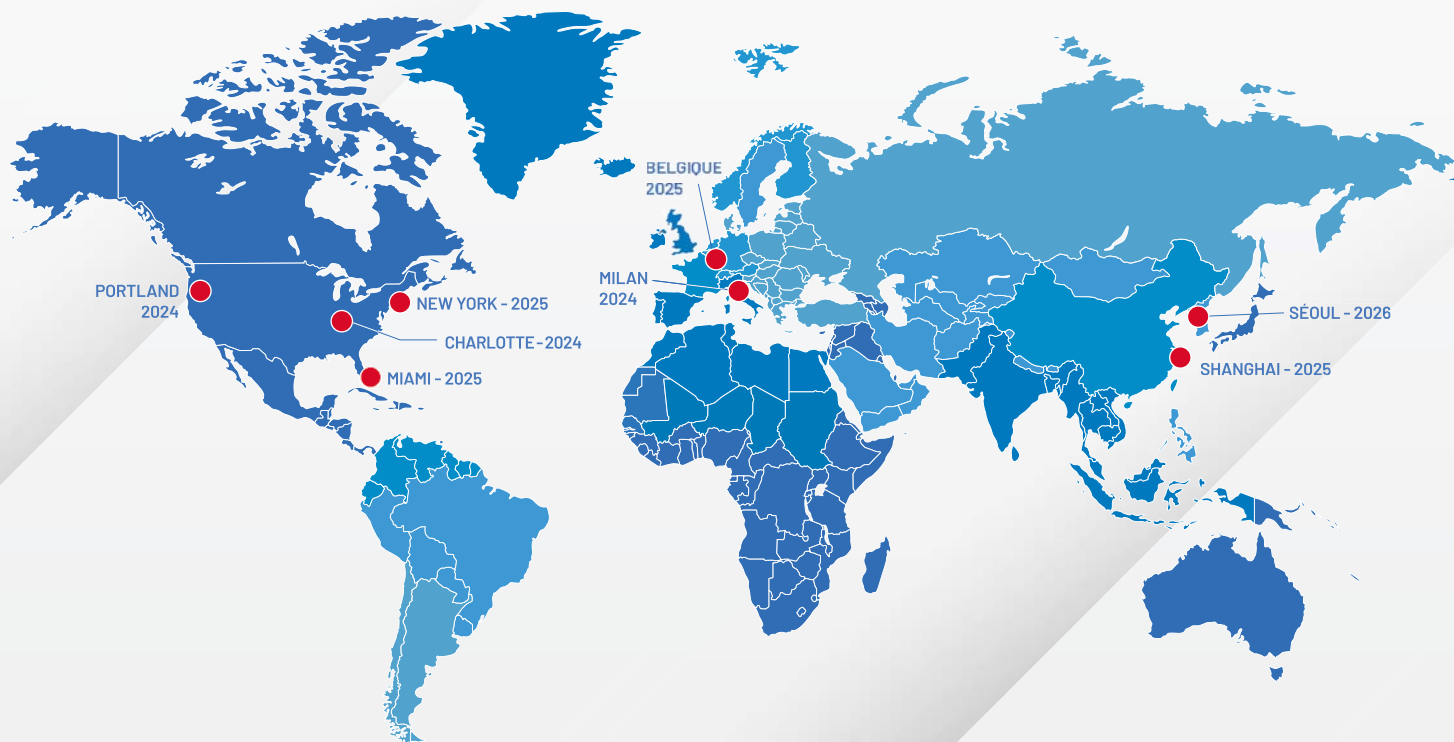 BELGIQUE
2025
MILAN
2024
PORTLAND
2024
NEW YORK - 2025
CHARLOTTE - 2024
MIAMI - 2025
SÉOUL - 2026
SHANGHAI - 2025